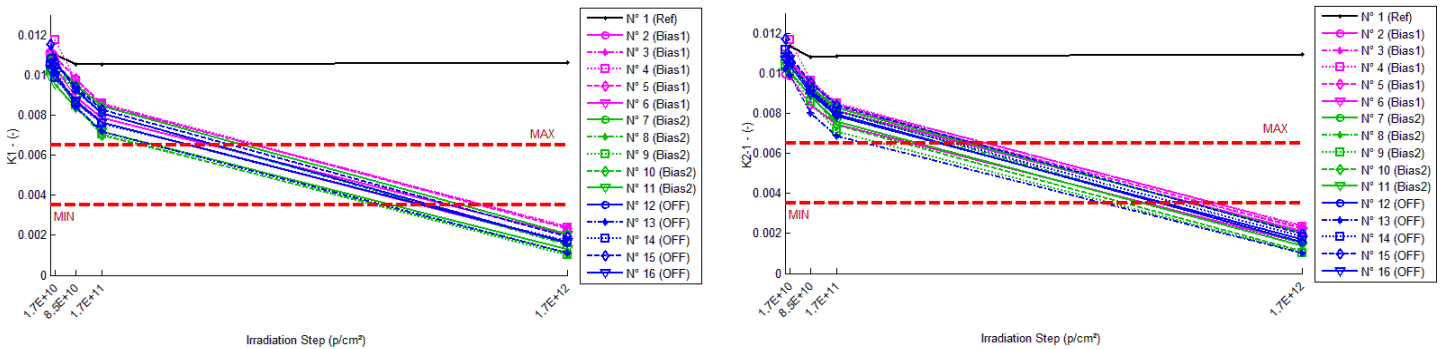 0.012
0.01
0.008
0.006
0.004
0.002
0
K1 - (-)
MAX
MIN
1.7E+10
8.5E+10
1.7E+11
1.7E+12
Irradiation Step (p/cm²)
N° 1 (Ref)
N° 2 (Bias1)
N° 3 (Bias1)
N° 4 (Bias1)
N° 5 (Bias1)
N° 6 (Bias1)
N° 7 (Bias2)
N° 8 (Bias2)
N° 9 (Bias2)
N° 10 (Bias2)
N° 11 (Bias2)
N° 12 (OFF)
N° 13 (OFF)
N° 14 (OFF)
N° 15 (OFF)
N° 16 (OFF)
0.012
0.01
0.008
0.006
0.004
0.002
0
K2-1 - (-)
MAX
MIN
1.7E+10
8.5E+10
1.7E+11
1.7E+12
Irradiation Step (p/cm²)
N° 1 (Ref)
N° 2 (Bias1)
N° 3 (Bias1)
N° 4 (Bias1)
N° 5 (Bias1)
N° 6 (Bias1)
N° 7 (Bias2)
N° 8 (Bias2)
N° 9 (Bias2)
N° 10 (Bias2)
N° 11 (Bias2)
N° 12 (OFF)
N° 13 (OFF)
N° 14 (OFF)
N° 15 (OFF)
N° 16 (OFF)